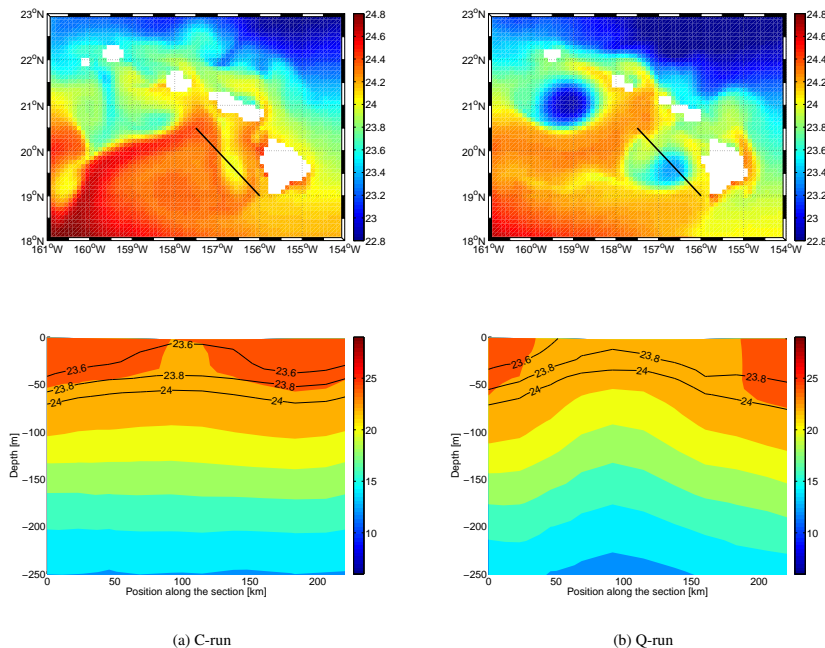 23°N
22°N
21°N
20°N
19°N
18°N
161°W 160°W 159°W 158°W 157°W 156°W 155°W 154°W
24.8
24.6
24.4
24.2
24
23.8
23.6
23.4
23.2
23
22.8
23°N
22°N
21°N
20°N
19°N
18°N
161°W 160°W 159°W 158°W 157°W 156°W 155°W 154°W
24.8
24.6
24.4
24.2
24
23.8
23.6
23.4
23.2
23
22.8
0
−50
−100
−150
−200
−250
Depth [m]
23.6
23.6
23.6
23.8
23.8
23.8
24
24
24
0 50 100 150 200
Position along the section [km]
25
20
15
10
0
−50
−100
−150
−200
−250
Depth [m]
23.6
23.8
23.8
23.8
24
24
24
0 50 100 150 200
Position along the section [km]
25
20
15
10
(a) C-run
(b) Q-run